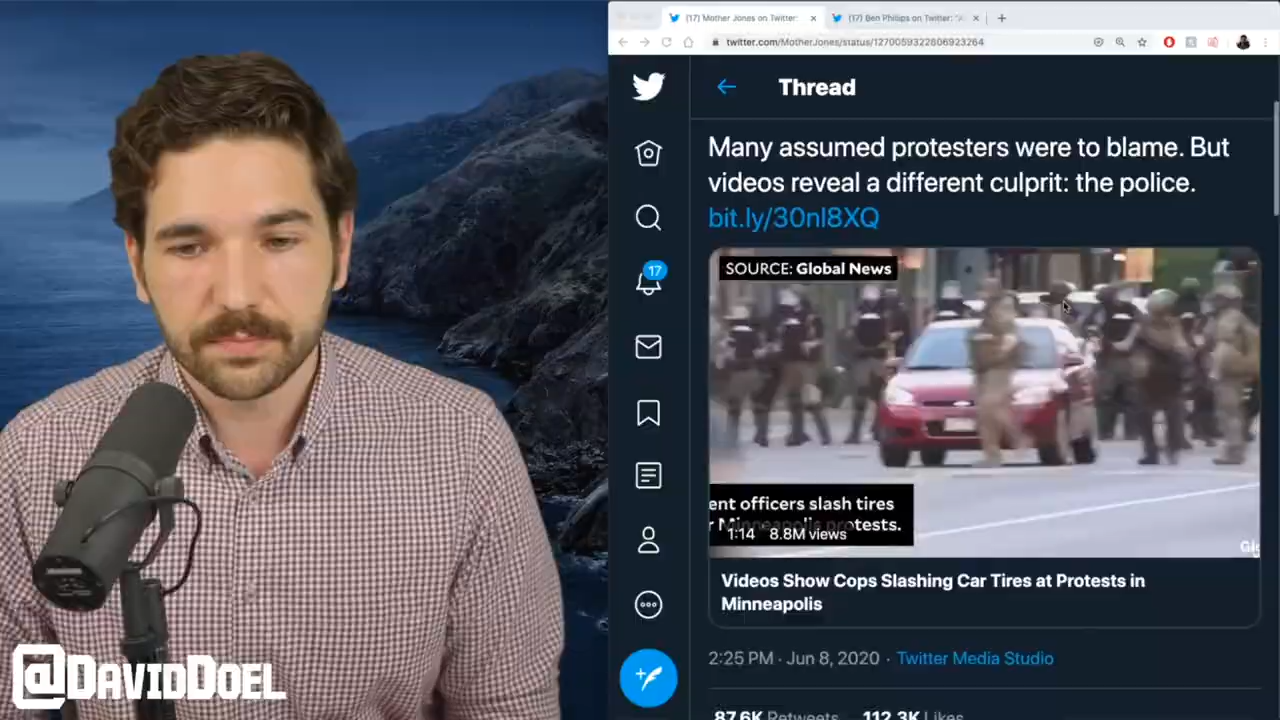 (17) Mother Jones on Twitter:
(17) Ben Phillips on Twitter: "A
twitter.com/MotherJones/status/1270059322806923264
Thread
Many assumed protesters were to blame. But
videos reveal a different culprit: the police.
bit.ly/30nl8XQ
17
SOURCE: Global News
ent officers slash tires
r Minneapolis protests.
1:14 8.8M views
Videos Show Cops Slashing Car Tires at Protests in
Minneapolis
2:25 PM · Jun 8, 2020 · Twitter Media Studio
87.6K Retweets 112.3K Likes
@DAVIDDOEL